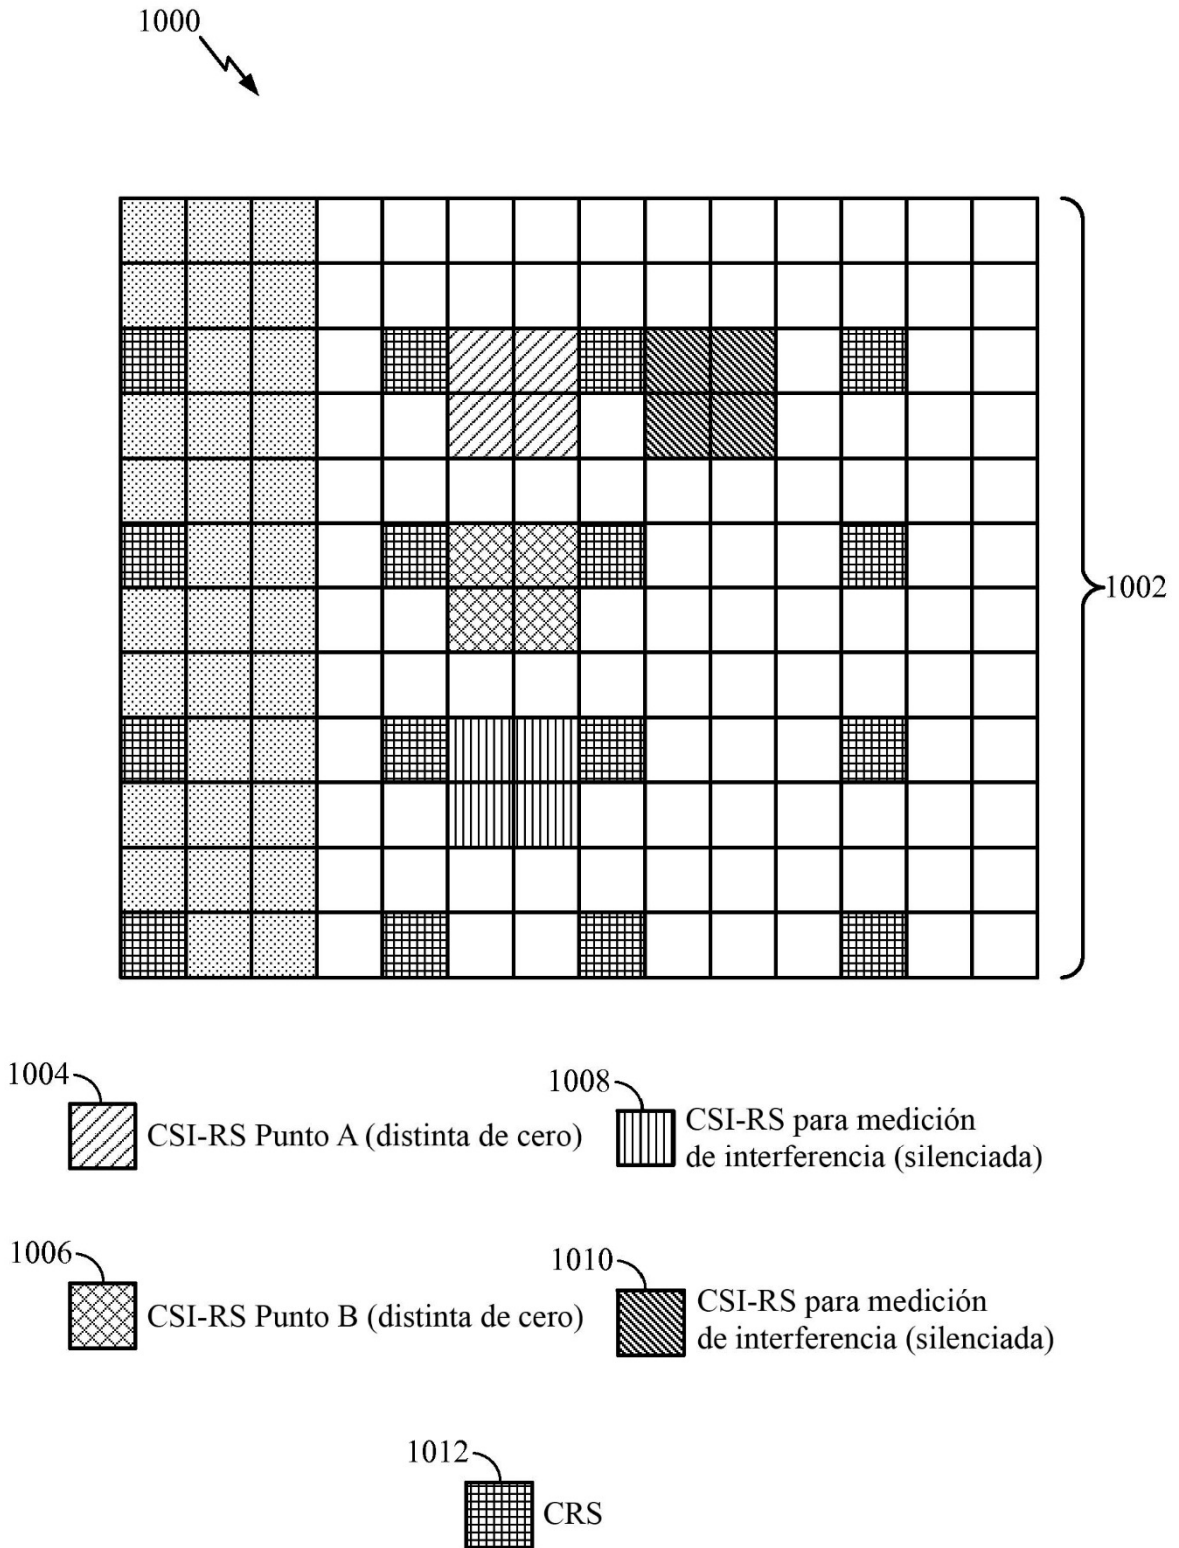 1000
1002
1004
CSI-RS Punto A (distinta de cero)
1008
CSI-RS para medición
de interferencia (silenciada)
1006
CSI-RS Punto B (distinta de cero)
1010
CSI-RS para medición
de interferencia (silenciada)
1012
CRS